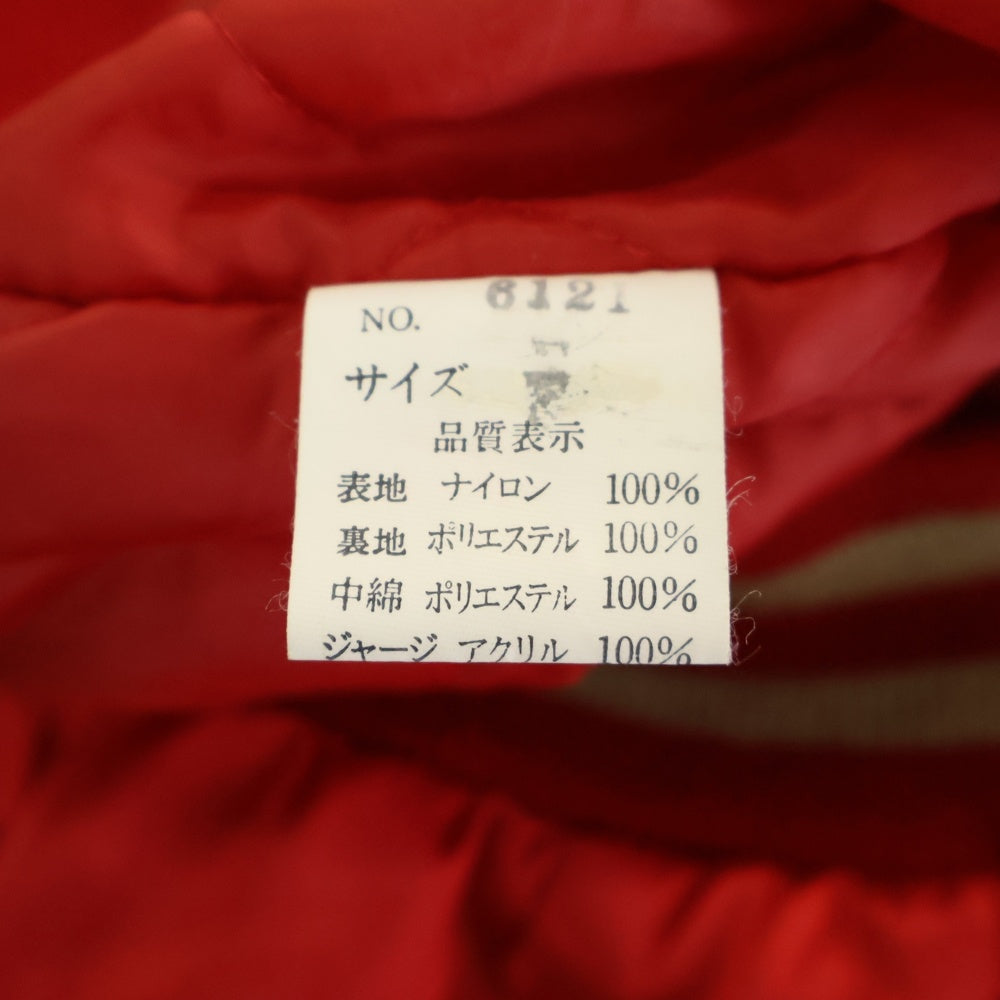 NO. 6121
サイズ
品質表示
表地 ナイロン 100%
裏地 ポリエステル 100%
中綿 ポリエステル 100%
ジャージ アクリル 100%